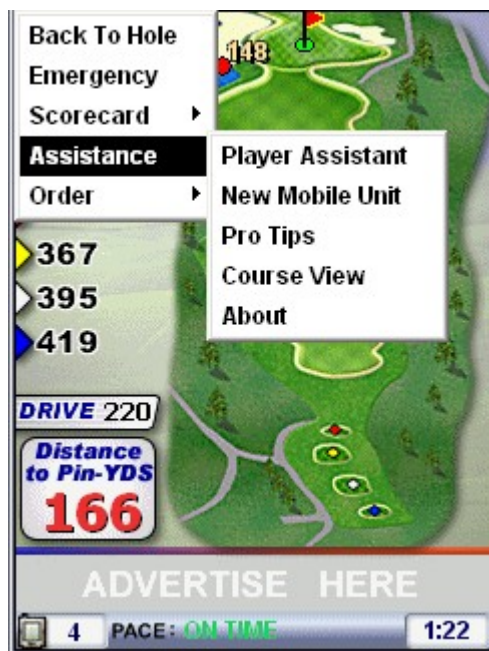 Back To Hole
Emergency
Scorecard
Assistance
Order
148
Player Assistant
New Mobile Unit
Pro Tips
Course View
About
367
395
419
DRIVE 220
Distance
to Pin-YDS
166
ADVERTISE HERE
4 PACE: ON TIME 1:22